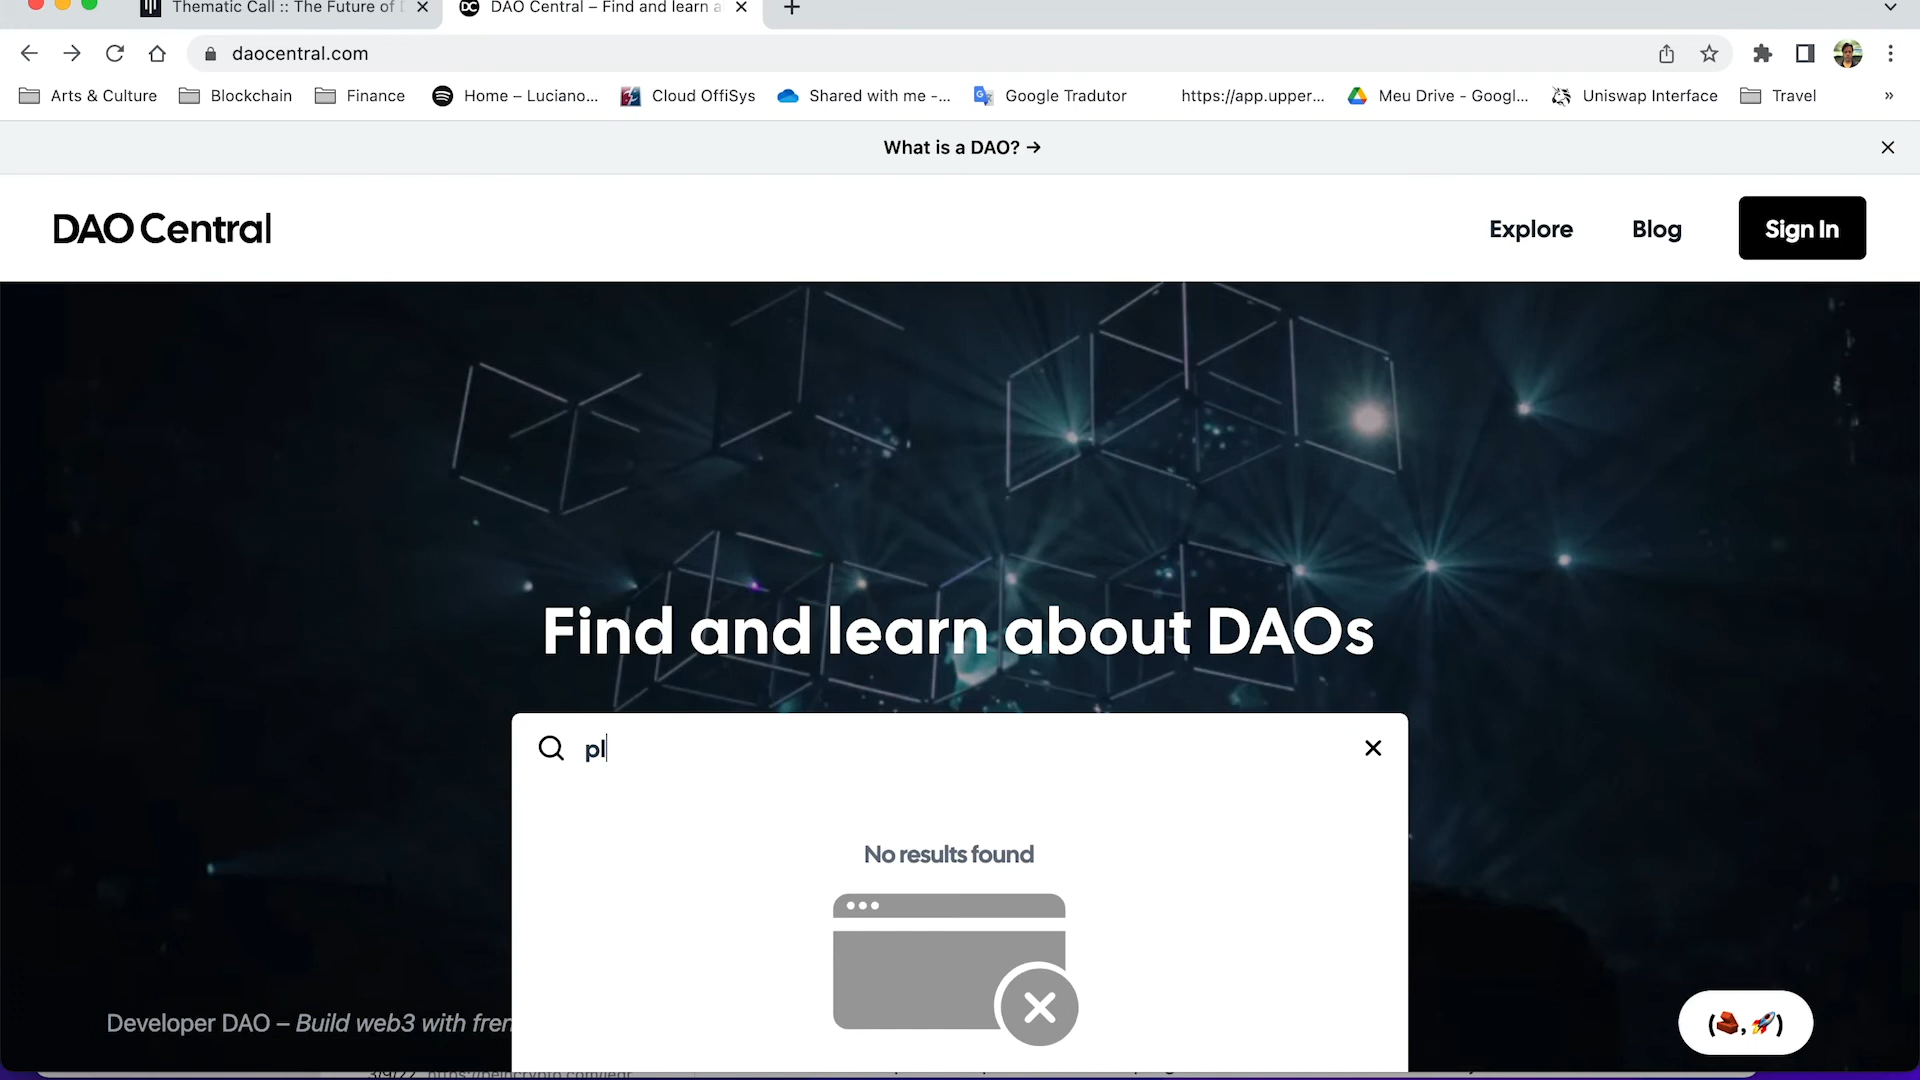 Thematic Call :: The Future of
DAO Central – Find and learn a
daocentral.com
Arts & Culture
Blockchain
Finance
Home – Luciano...
Cloud OffiSys
Shared with me -...
Google Tradutor
https://app.upper...
Meu Drive - Googl...
Uniswap Interface
Travel
»
What is a DAO? →
DAO Central
Explore
Blog
Sign In
Find and learn about DAOs
pl
No results found
Developer DAO – Build web3 with fren